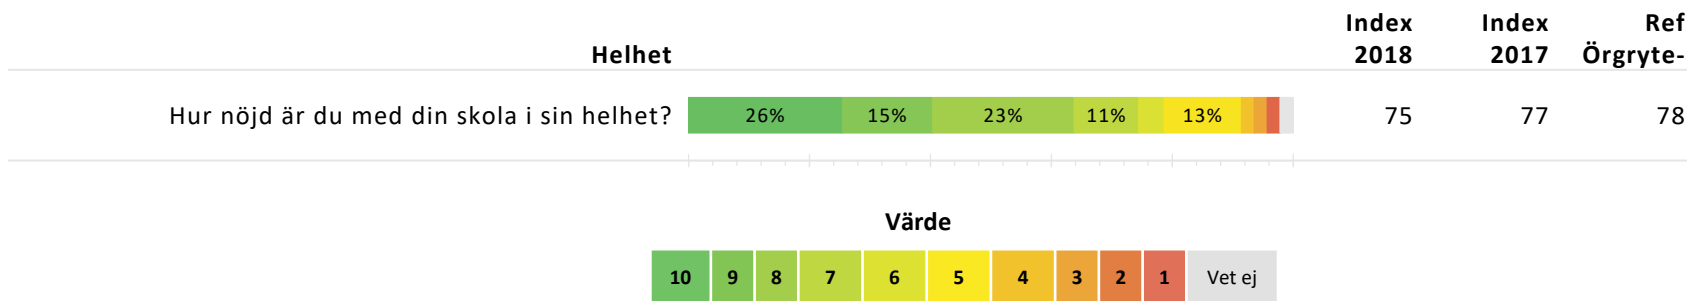 Helhet Index 2018 Index 2017 Ref Örgryte-
Hur nöjd är du med din skola i sin helhet? 26% 15% 23% 11% 13% 75 77 78
Värde
10 9 8 7 6 5 4 3 2 1 Vet ej